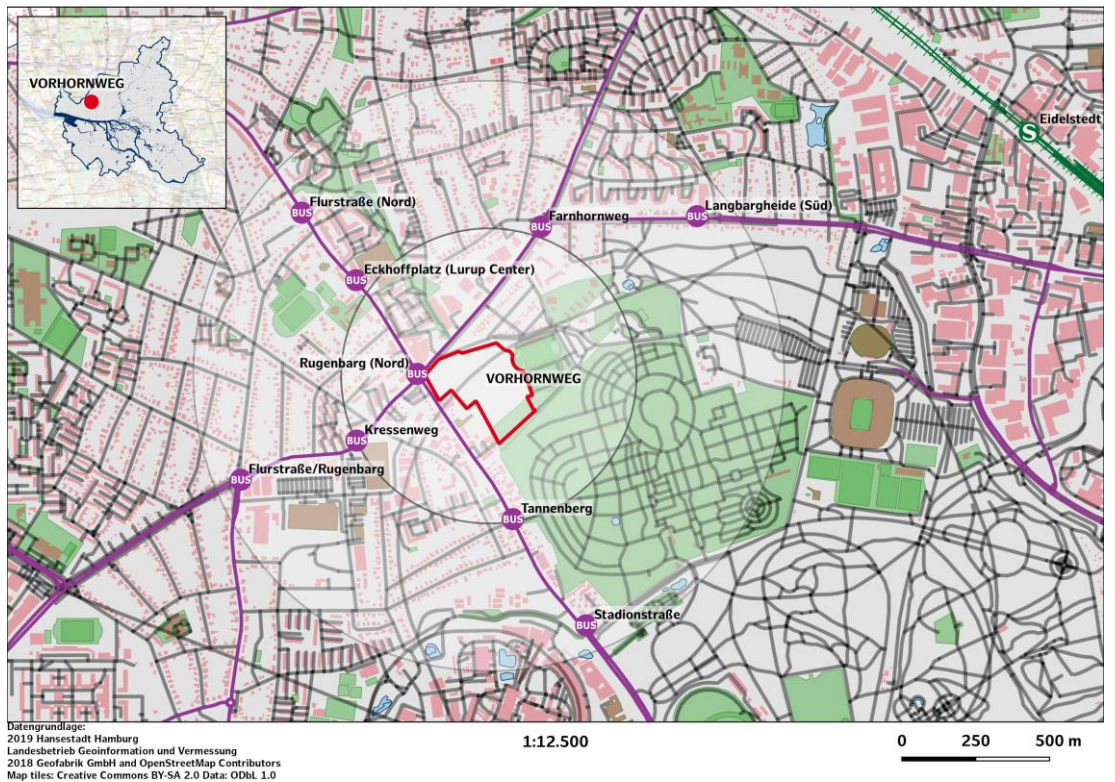 VORHORNWEG
S
Eidelstedt
BUS
Flurstraße (Nord)
BUS
Langbargheide (Süd)
BUS
Farnhornweg
BUS
Eckhoffplatz (Lurup Center)
Rugenbarg (Nord)
BUS
VORHORNWEG
BUS
Kressenweg
BUS
Flurstraße/Rugenbarg
BUS
Tannenberg
BUS
Stadionstraße
Datengrundlage:
2019 Hansestadt Hamburg
Landesbetrieb Geoinformation und Vermessung
2018 Geofabrik GmbH and OpenStreetMap Contributors
Map tiles: Creative Commons BY-SA 2.0 Data: ODbL 1.0
1:12.500
0 250 500 m